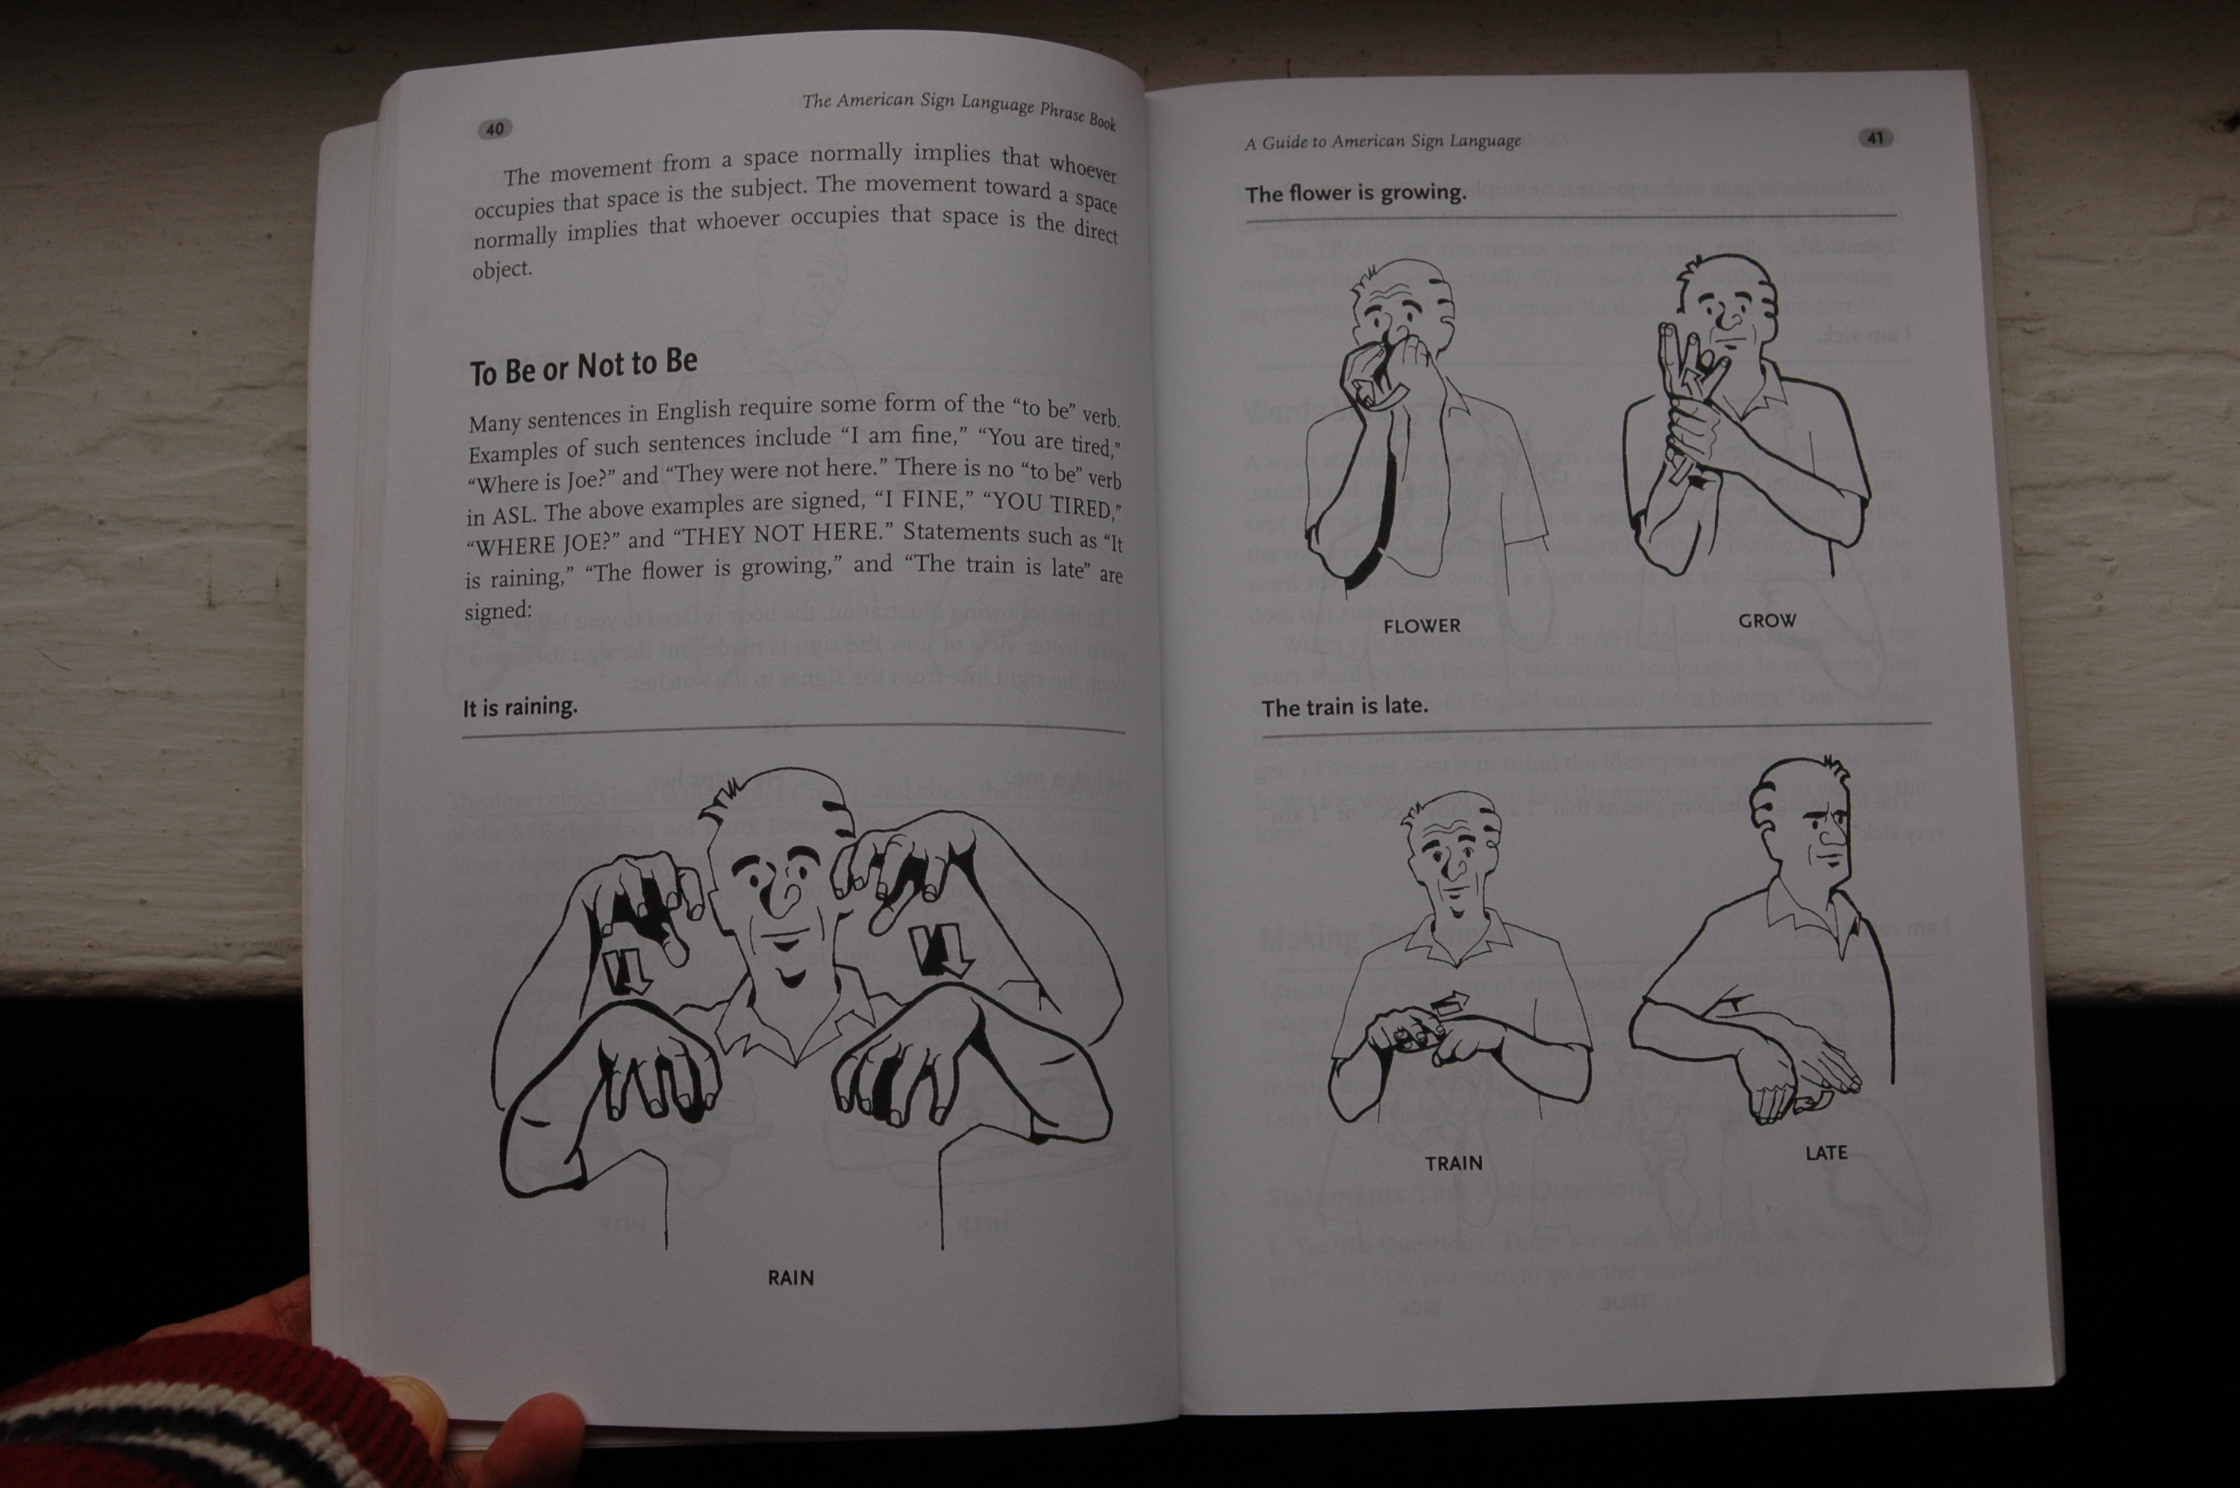 40
The American Sign Language Phrase Book
The movement from a space normally implies that whoever
occupies that space is the subject. The movement toward a space
normally implies that whoever occupies that space is the direct
object.
To Be or Not to Be
Many sentences in English require some form of the “to be” verb.
Examples of such sentences include “I am fine,” “You are tired,”
“Where is Joe?” and “They were not here.” There is no “to be” verb
in ASL. The above examples are signed, “I FINE,” “YOU TIRED,”
“WHERE JOE?” and “THEY NOT HERE.” Statements such as “It
is raining,” “The flower is growing,” and “The train is late” are
signed:
It is raining.
RAIN
A Guide to American Sign Language
41
The flower is growing.
FLOWER
GROW
The train is late.
TRAIN
LATE